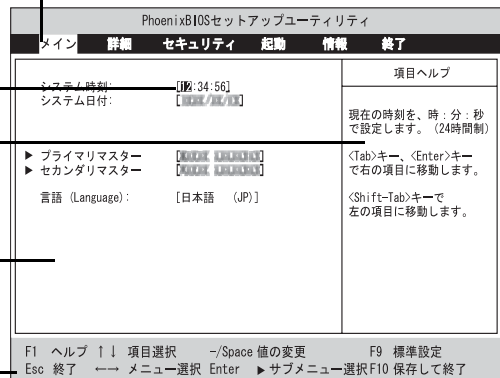 PhoenixBIOSセットアップユーティリティ
メイン 詳細 セキュリティ 起動 情報 終了
項目ヘルプ
システム時刻: [12:34:56]
システム日付:
現在の時刻を、時：分：秒
で設定します。（24時間制）
▶ プライマリマスター
▶ セカンダリマスター
<Tab>キー、<Enter>キー
で右の項目に移動します。
言語 (Language): [日本語 (JP)]
<Shift-Tab>キーで
左の項目に移動します。
F1 ヘルプ ↑↓ 項目選択 -/Space 値の変更 F9 標準設定
Esc 終了 ←→ メニュー選択 Enter ▶サブメニュー選択 F10 保存して終了